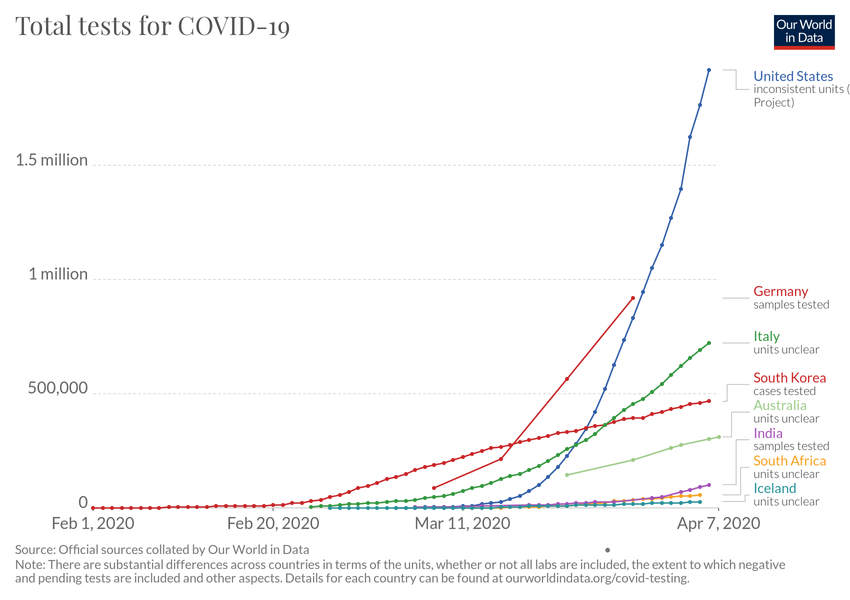 Total tests for COVID-19
Our World
in Data
United States
inconsistent units (
Project)
1.5 million
1 million
Germany
samples tested
Italy
units unclear
500,000
South Korea
cases tested
Australia
units unclear
India
samples tested
South Africa
units unclear
Iceland
units unclear
0
Feb 1, 2020
Feb 20, 2020
Mar 11, 2020
Apr 7, 2020
Source: Official sources collated by Our World in Data
Note: There are substantial differences across countries in terms of the units, whether or not all labs are included, the extent to which negative
and pending tests are included and other aspects. Details for each country can be found at ourworldindata.org/covid-testing.